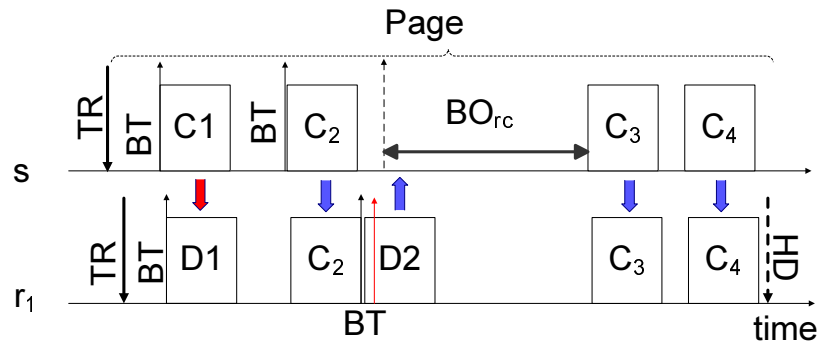 Page
TR
BT
C1
BT
C₂
BO_rc
C₃
C₄
s
TR
BT
D1
C₂
D2
C₃
C₄
HD
r₁
BT
time